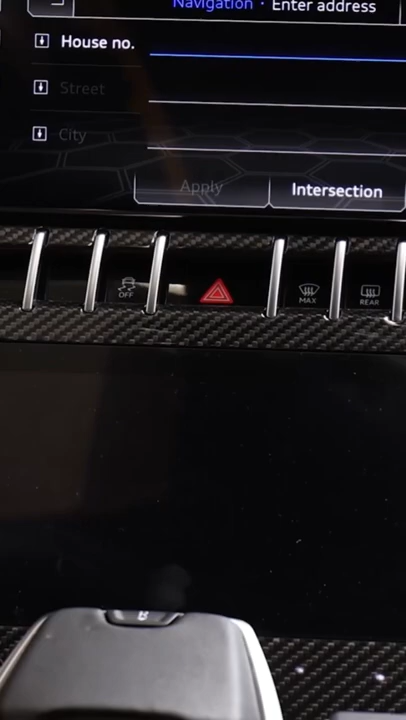 Navigation · Enter address
House no.
Street
City
Apply
Intersection
OFF
MAX
REAR